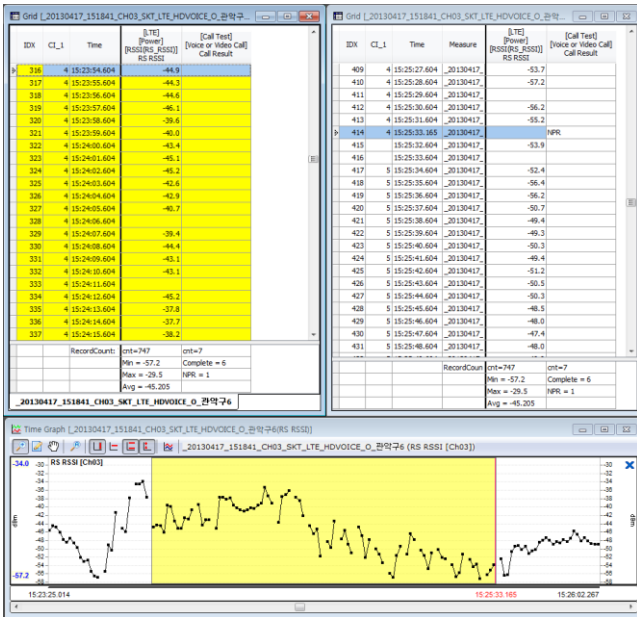 Grid [_20130417_151841_CH03_SKT_LTE_HDVOICE_O_관악구...
IDX CI_1 Time [LTE] [Power] [RSSI(RS_RSSI)] RS RSSI [Call Test] [Voice or Video Call] Call Result
316 4 15:23:54.604 -44.9
317 4 15:23:55.604 -44.3
318 4 15:23:56.604 -44.6
319 4 15:23:57.604 -46.1
320 4 15:23:58.604 -39.6
321 4 15:23:59.604 -40.0
322 4 15:24:00.604 -43.4
323 4 15:24:01.604 -45.1
324 4 15:24:02.604 -45.2
325 4 15:24:03.604 -42.6
326 4 15:24:04.604 -42.9
327 4 15:24:05.604 -40.7
328 4 15:24:06.604
329 4 15:24:07.604 -39.4
330 4 15:24:08.604 -44.4
331 4 15:24:09.604 -43.1
332 4 15:24:10.604 -43.1
333 4 15:24:11.604
334 4 15:24:12.604 -45.2
335 4 15:24:13.604 -37.8
336 4 15:24:14.604 -37.7
337 4 15:24:15.604 -38.2
RecordCount: cnt=747 cnt=7
Min = -57.2 Complete = 6
Max = -29.5 NPR = 1
Avg = -45.205
_20130417_151841_CH03_SKT_LTE_HDVOICE_O_관악구6
Grid [_20130417_151841_CH03_SKT_LTE_HDVOICE_O_관악...
IDX CI_1 Time Measure [LTE] [Power] [RSSI(RS_RSSI)] RS RSSI [Call Test] [Voice or Video Call] Call Result
409 4 15:25:27.604 _20130417_ -53.7
410 4 15:25:28.604 _20130417_ -57.2
411 4 15:25:29.604 _20130417_
412 4 15:25:30.604 _20130417_ -56.2
413 4 15:25:31.604 _20130417_ -55.2
414 4 15:25:33.165 _20130417_ NPR
415 15:25:32.604 _20130417_ -53.9
416 15:25:33.604 _20130417_
417 5 15:25:34.604 _20130417_ -52.4
418 5 15:25:35.604 _20130417_ -56.4
419 5 15:25:36.604 _20130417_ -56.2
420 5 15:25:37.604 _20130417_ -50.7
421 5 15:25:38.604 _20130417_ -49.4
422 5 15:25:39.604 _20130417_ -49.3
423 5 15:25:40.604 _20130417_ -50.3
424 5 15:25:41.604 _20130417_ -49.4
425 5 15:25:42.604 _20130417_ -51.2
426 5 15:25:43.604 _20130417_ -50.5
427 5 15:25:44.604 _20130417_ -50.3
428 5 15:25:45.604 _20130417_ -48.5
429 5 15:25:46.604 _20130417_ -48.0
430 5 15:25:47.604 _20130417_ -47.4
431 5 15:25:48.604 _20130417_ -48.0
RecordCoun cnt=747 cnt=7
Min = -57.2 Complete = 6
Max = -29.5 NPR = 1
Avg = -45.205
Time Graph [_20130417_151841_CH03_SKT_LTE_HDVOICE_O_관악구6(RS RSSI)]
_20130417_151841_CH03_SKT_LTE_HDVOICE_O_관악구6 (RS RSSI [Ch03])
RS RSSI [Ch03]
-34.0
-30 -30
-34 -34
-36 -36
-38 -38
-40 -40
-42 -42
-44 -44
-46 -46
-48 -48
-50 -50
-52 -52
-54 -54
-56 -56
-58 -58
dBm dBm
-57.2
15:23:25.014 15:25:33.165 15:26:02.267